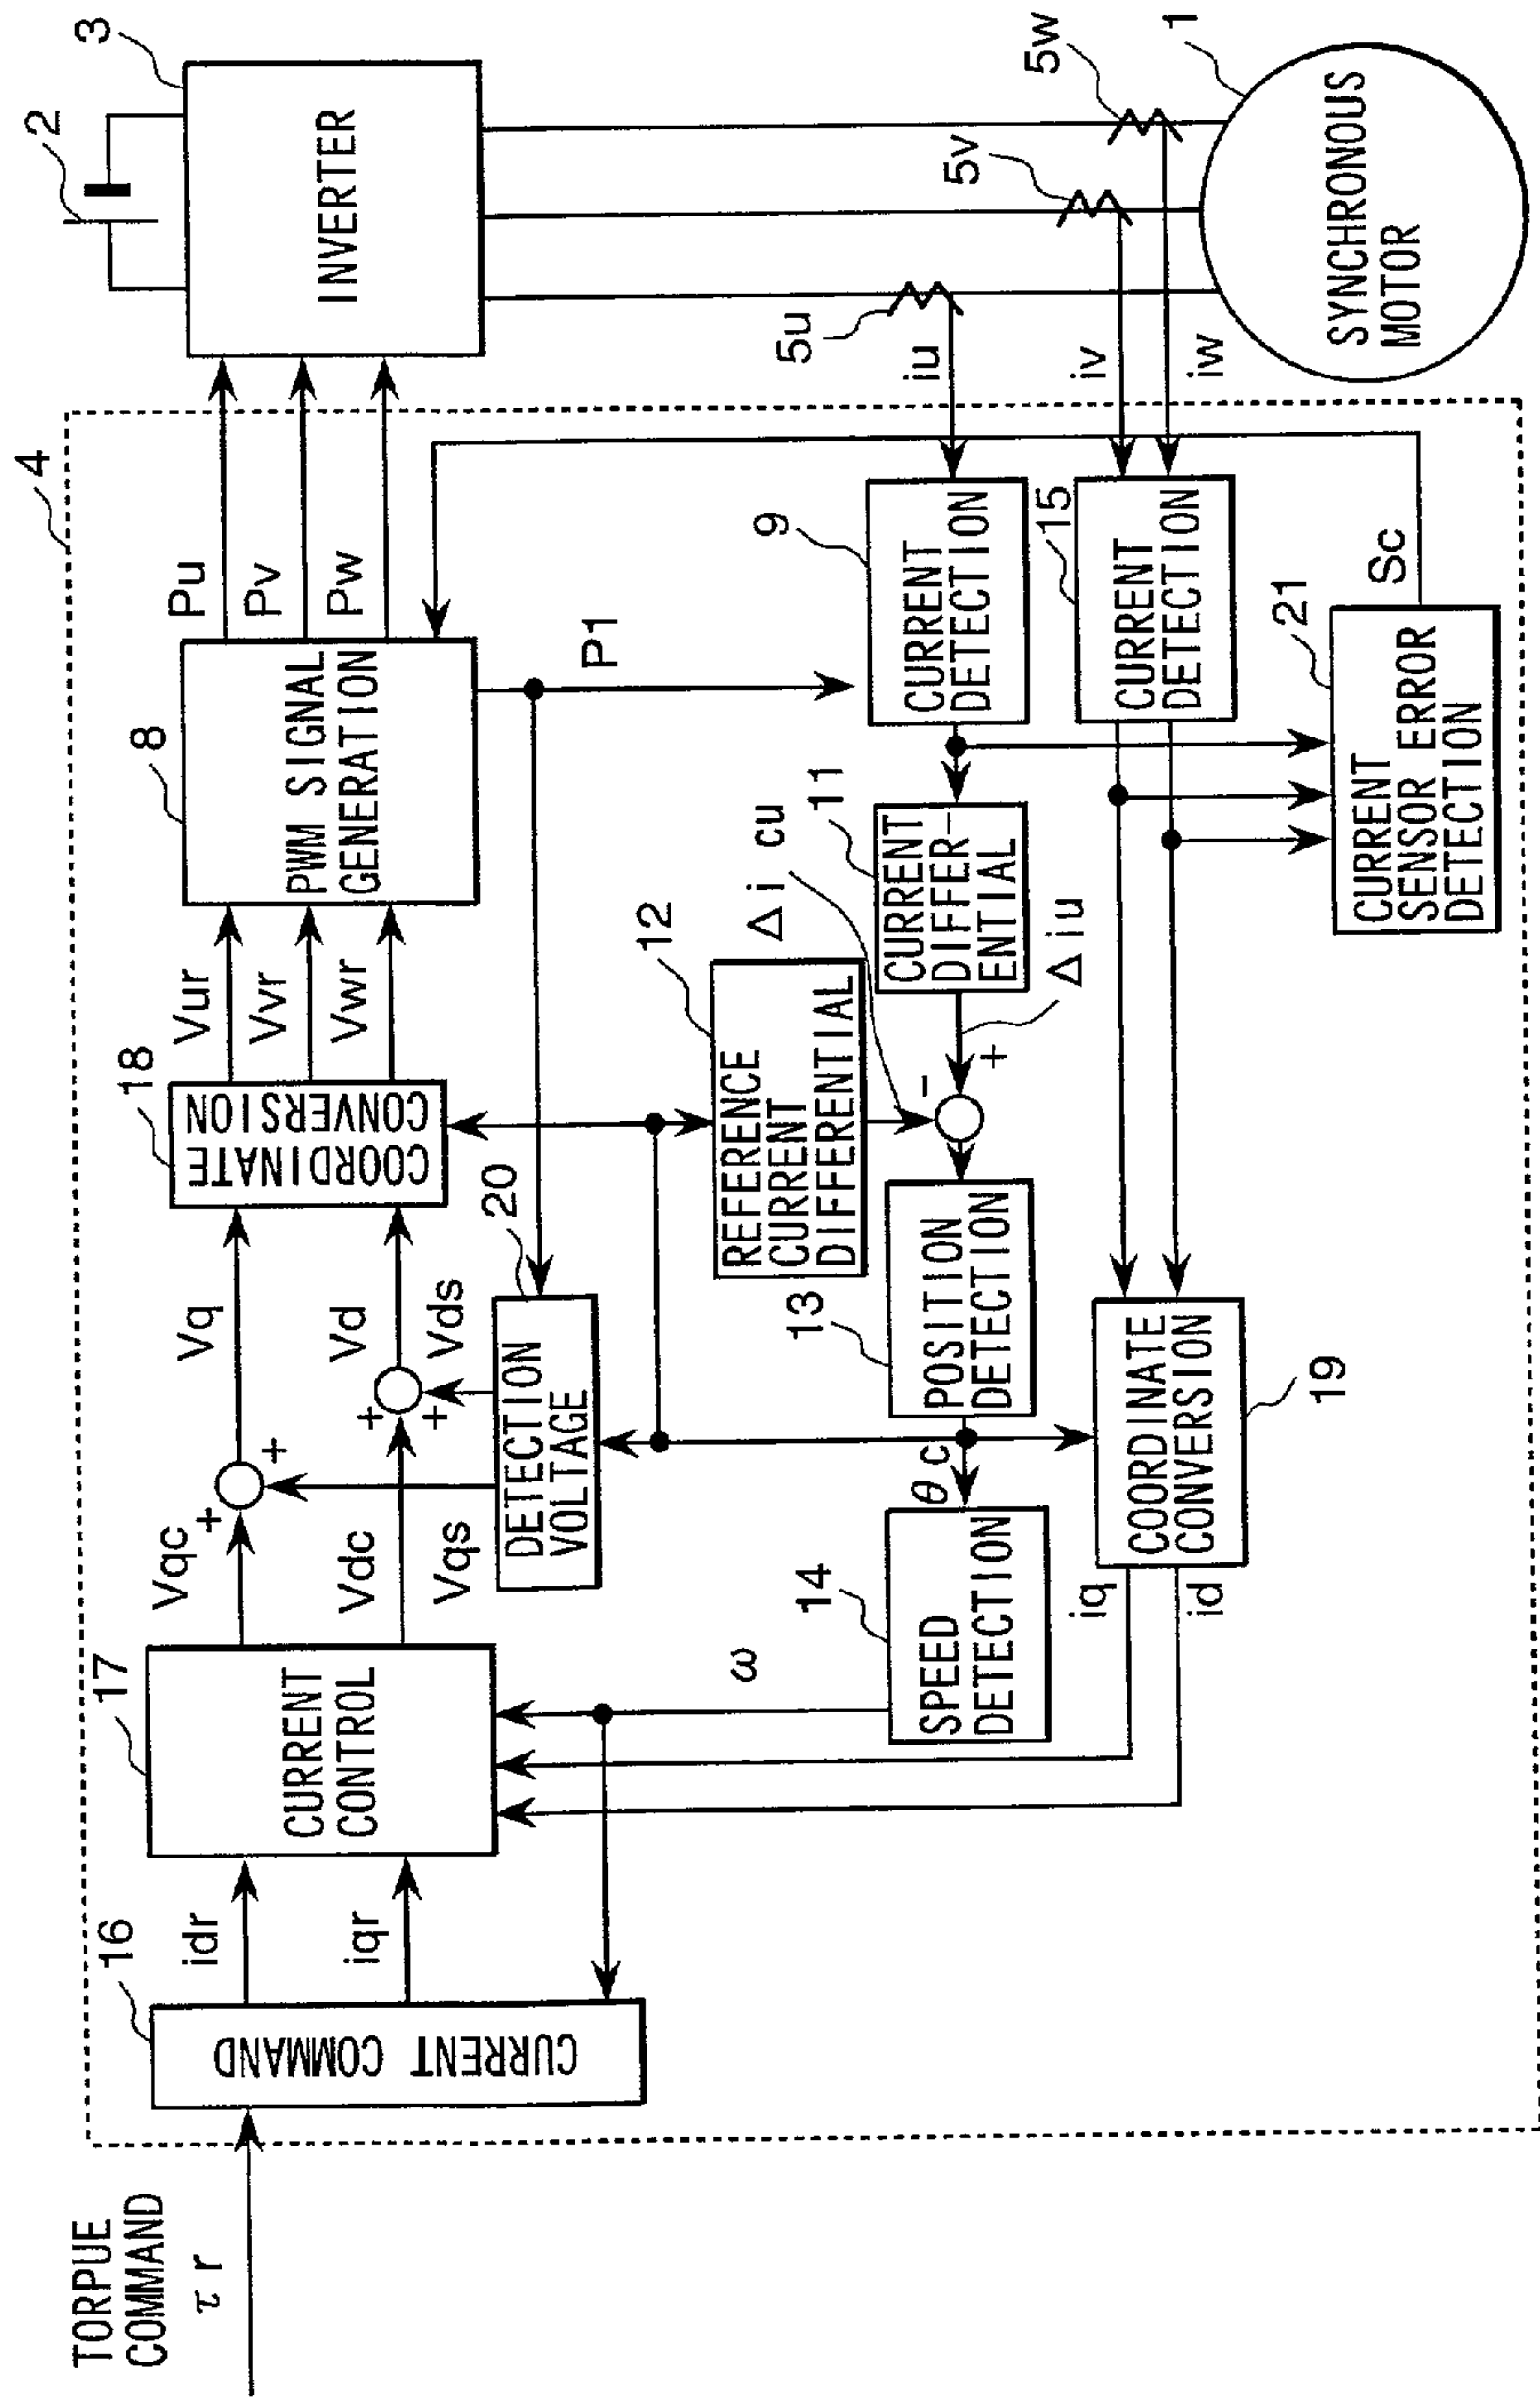 TORPUE
COMMAND
τr
16
CURRENT COMMAND
idr
iqr
17
CURRENT
CONTROL
Vqc
Vdc
Vqs
+
+
+
+
Vq
Vd
Vds
20
DETECTION
VOLTAGE
18
COORDINATE
CONVERSION
Vur
Vvr
Vwr
8
PWM SIGNAL
GENERATION
Pu
Pv
Pw
4
P1
2
3
INVERTER
ω
14
SPEED
DETECTION
θc
13
POSITION
DETECTION
12
REFERENCE
CURRENT
DIFFERENTIAL
Δicu
-
+
Δiu
11
CURRENT
DIFFER-
ENTIAL
9
CURRENT
DETECTION
15
CURRENT
DETECTION
5u
iu
5v
iv
5w
iw
1
SYNCHRONOUS
MOTOR
iq
id
19
COORDINATE
CONVERSION
21
CURRENT
SENSOR ERROR
DETECTION
Sc